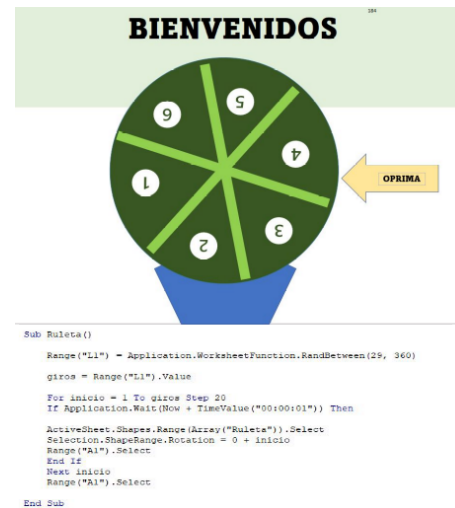 184
BIENVENIDOS
6
5
1
4
OPRIMA
2
3
Sub Ruleta()
Range("L1") = Application.WorksheetFunction.RandBetween(29, 360)
giros = Range("L1").Value
For inicio = 1 To giros Step 20
If Application.Wait(Now + TimeValue("00:00:01")) Then
ActiveSheet.Shapes.Range(Array("Ruleta")).Select
Selection.ShapeRange.Rotation = 0 + inicio
Range("A1").Select
End If
Next inicio
Range("A1").Select
End Sub